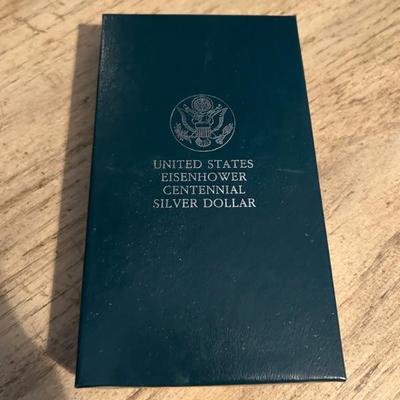 UNITED STATES
EISENHOWER
CENTENNIAL
SILVER DOLLAR